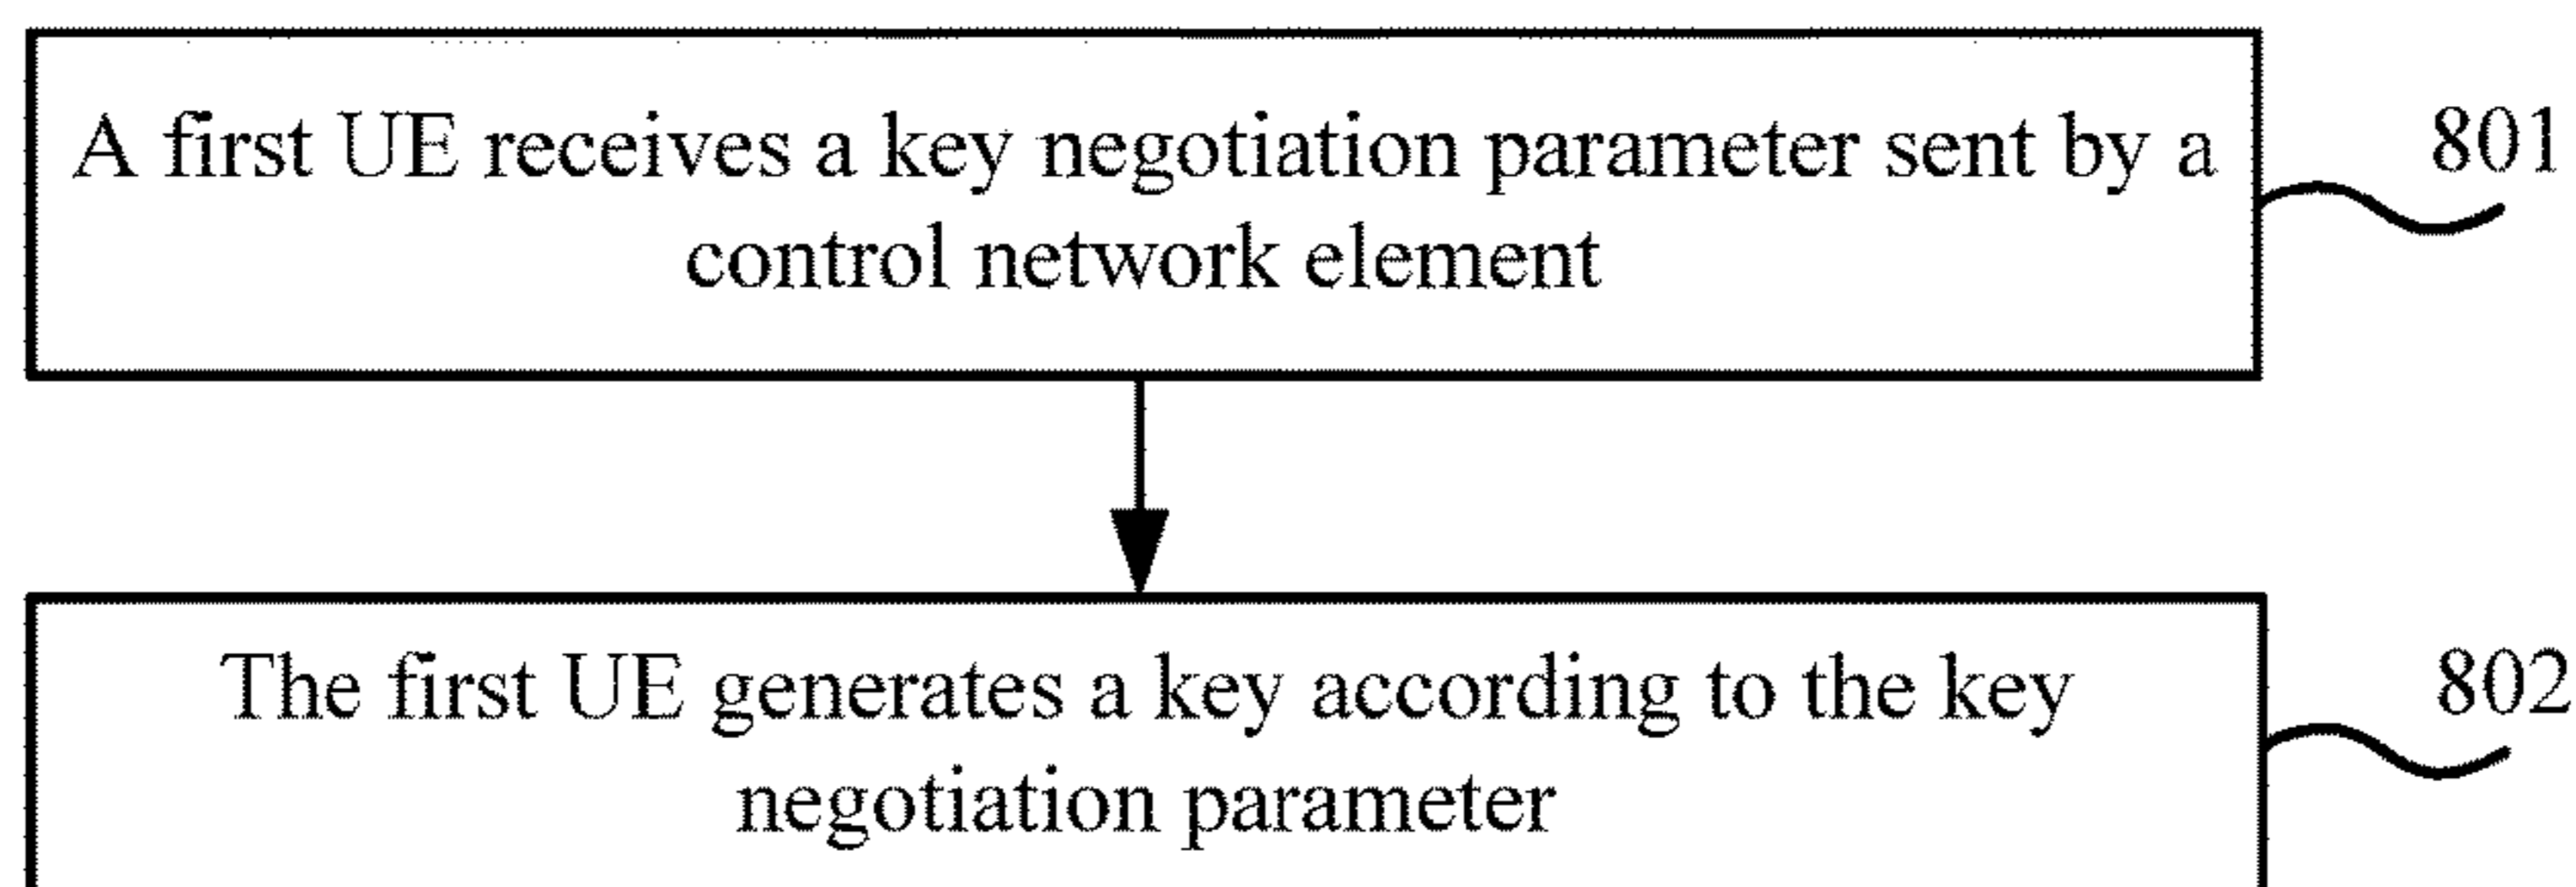 A first UE receives a key negotiation parameter sent by a
control network element
801
The first UE generates a key according to the key
negotiation parameter
802